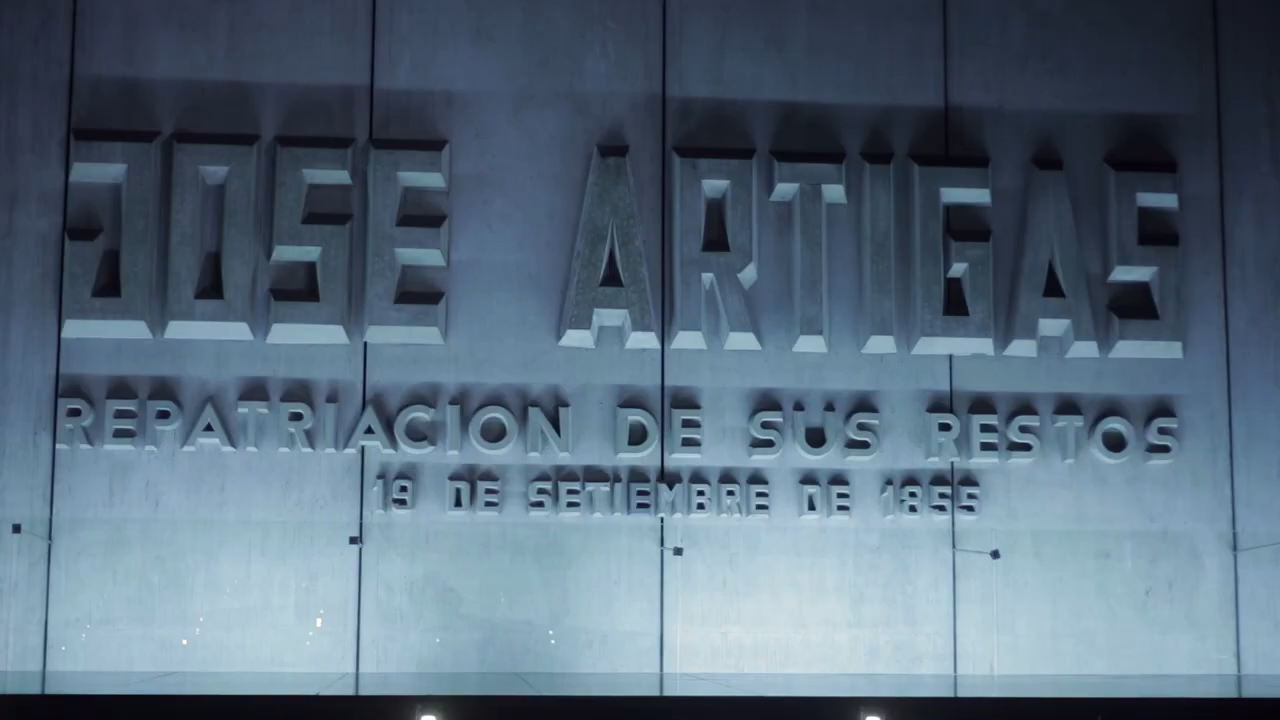 JOSE ARTIGAS
REPATRIACION DE SUS RESTOS
19 DE SETIEMBRE DE 1855